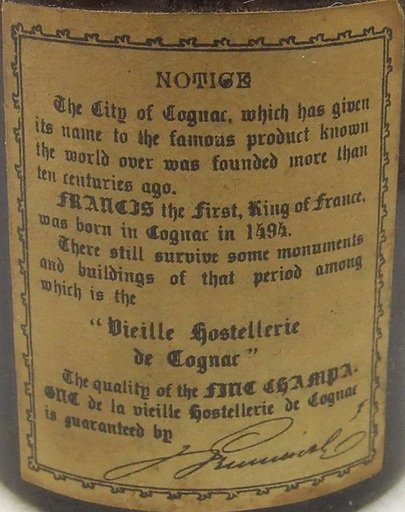 NOTICE
The City of Cognac, which has given
its name to the famous product known
the world over was founded more than
ten centuries ago.
FRANCIS the First, King of France,
was born in Cognac in 1494.
There still survive some monuments
and buildings of that period among
which is the
"Vieille Hostellerie
de Cognac"
The quality of the FINE CHAMPA-
GNE de la vieille Hostellerie de Cognac
is guaranteed by